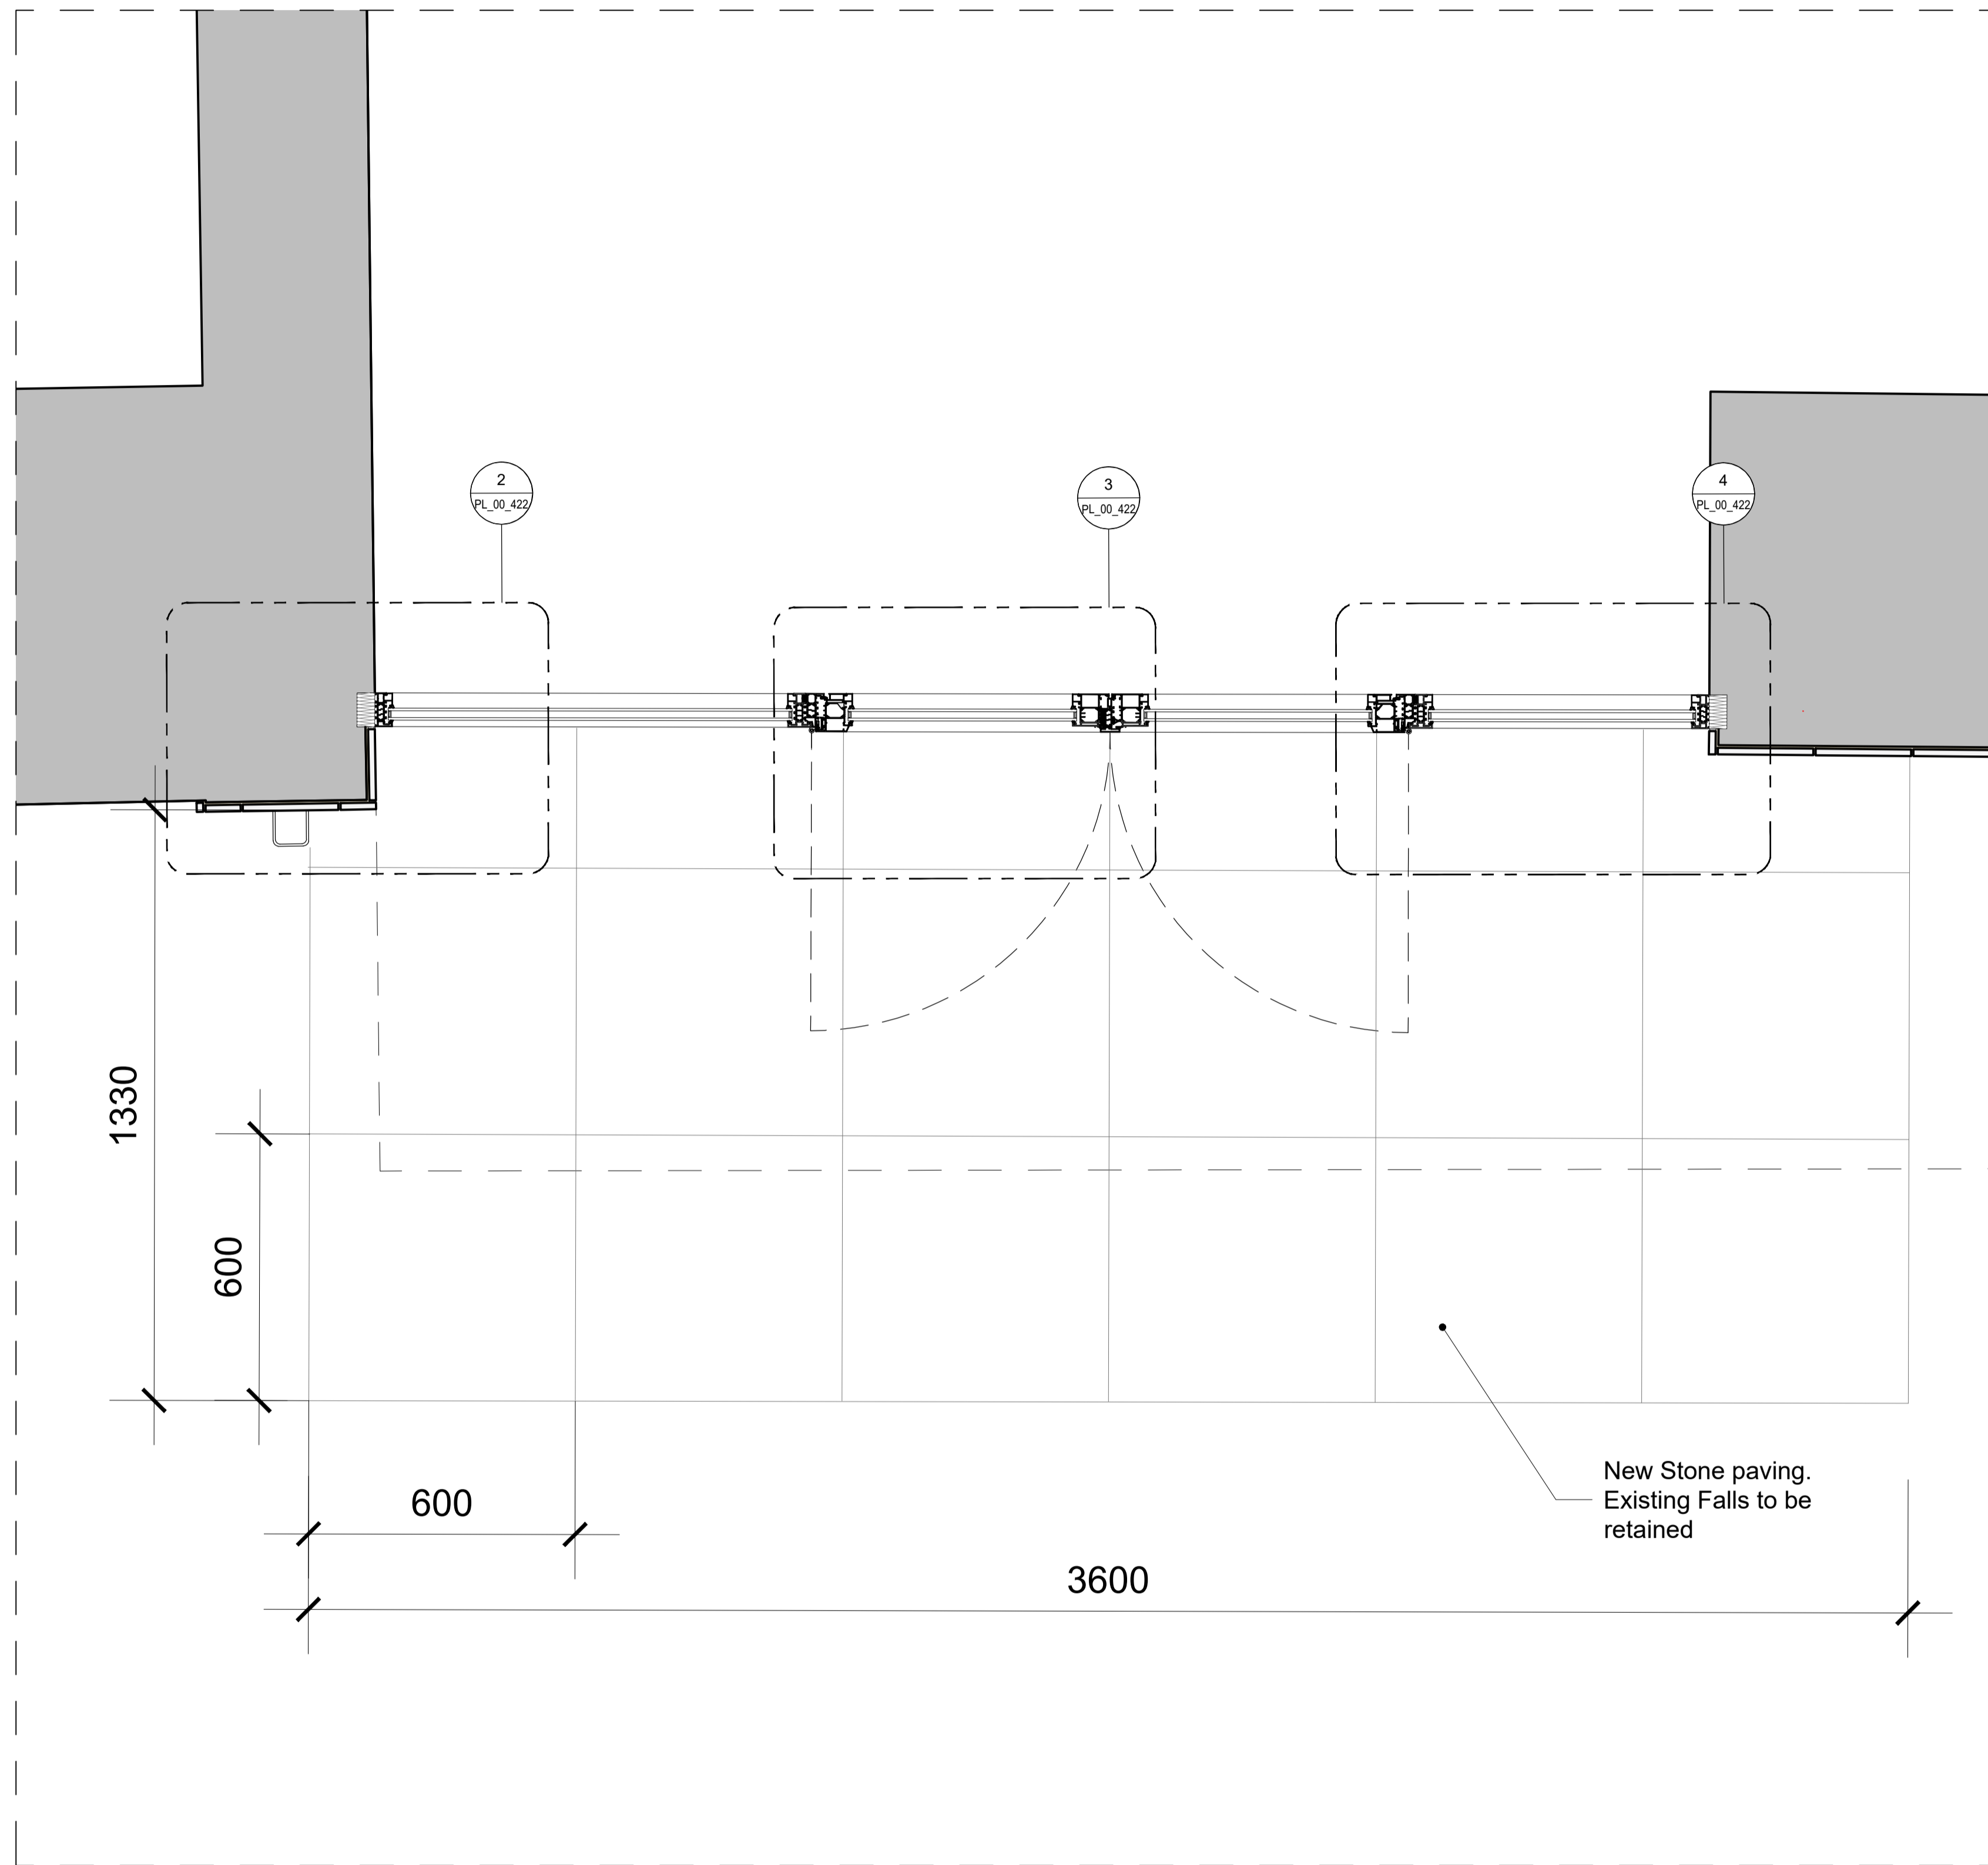 2
PL_00_422
3
PL_00_422
4
PL_00_422
1330
600
New Stone paving.
Existing Falls to be
retained
600
3600